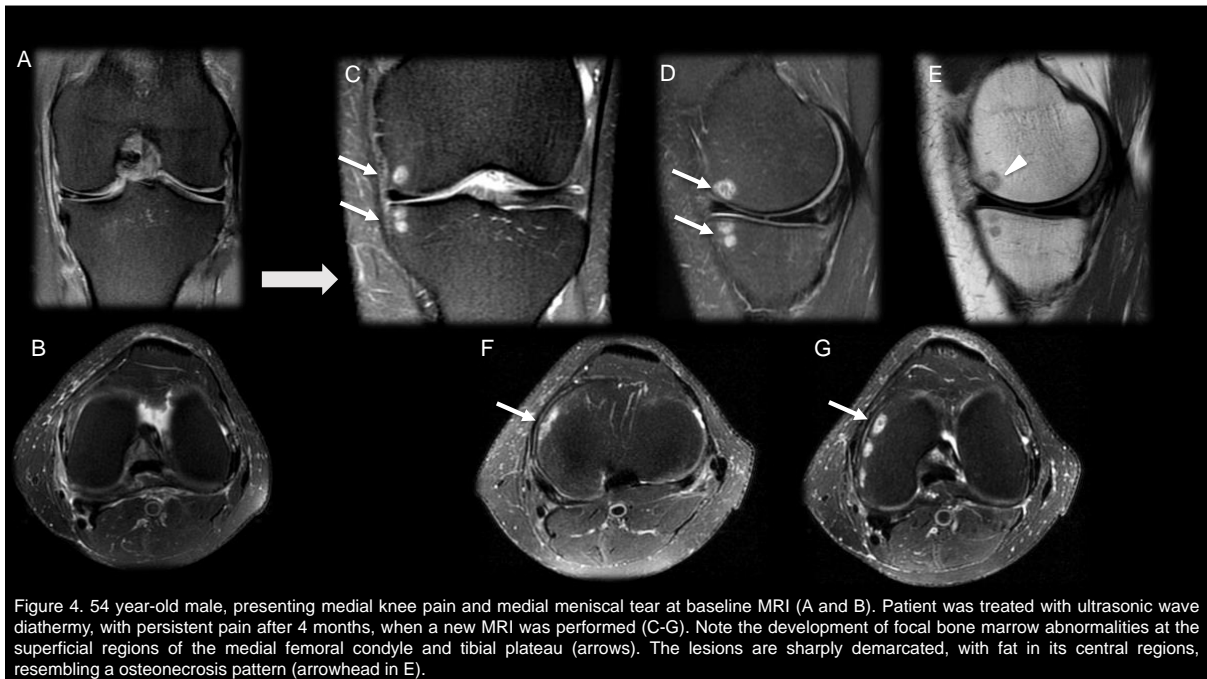 A
C
D
E
B
F
G
Figure 4. 54 year-old male, presenting medial knee pain and medial meniscal tear at baseline MRI (A and B). Patient was treated with ultrasonic wave
diathermy, with persistent pain after 4 months, when a new MRI was performed (C-G). Note the development of focal bone marrow abnormalities at the
superficial regions of the medial femoral condyle and tibial plateau (arrows). The lesions are sharply demarcated, with fat in its central regions,
resembling a osteonecrosis pattern (arrowhead in E).